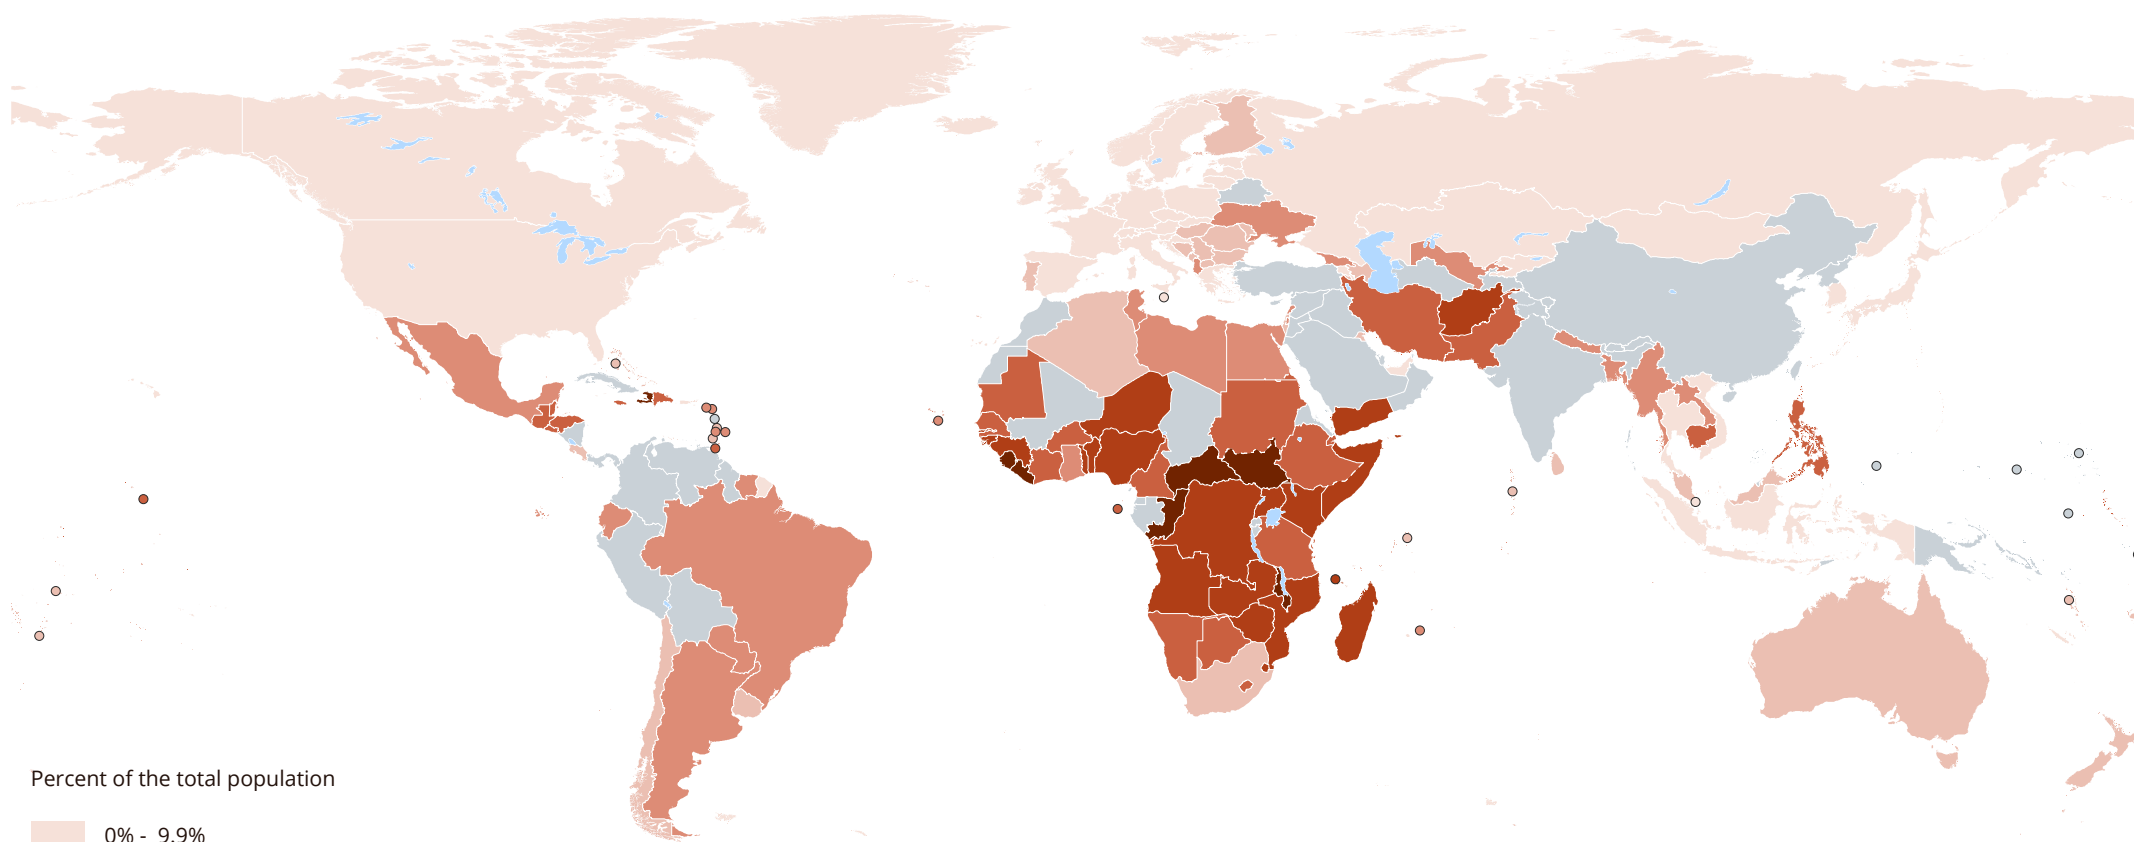 Percent of the total population
0% - 9.9%